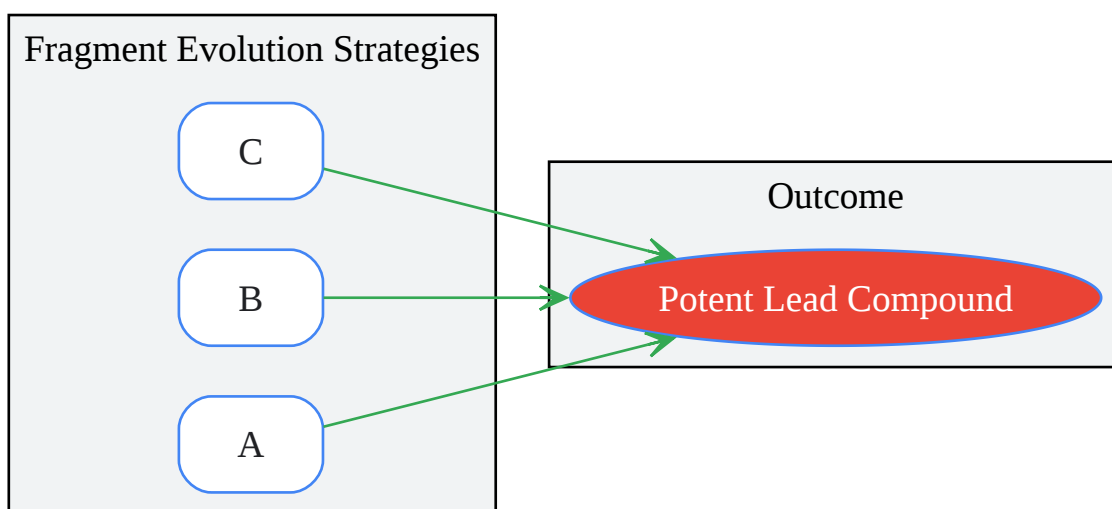 Fragment Evolution Strategies
C
B
A
Outcome
Potent Lead Compound